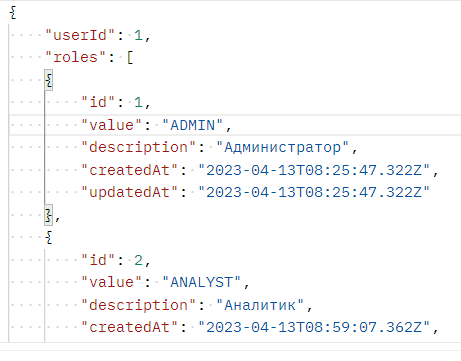 {
"userId": 1,
"roles": [
{
"id": 1,
"value": "ADMIN",
"description": "Администратор",
"createdAt": "2023-04-13T08:25:47.322Z",
"updatedAt": "2023-04-13T08:25:47.322Z"
},
{
"id": 2,
"value": "ANALYST",
"description": "Аналитик",
"createdAt": "2023-04-13T08:59:07.362Z",